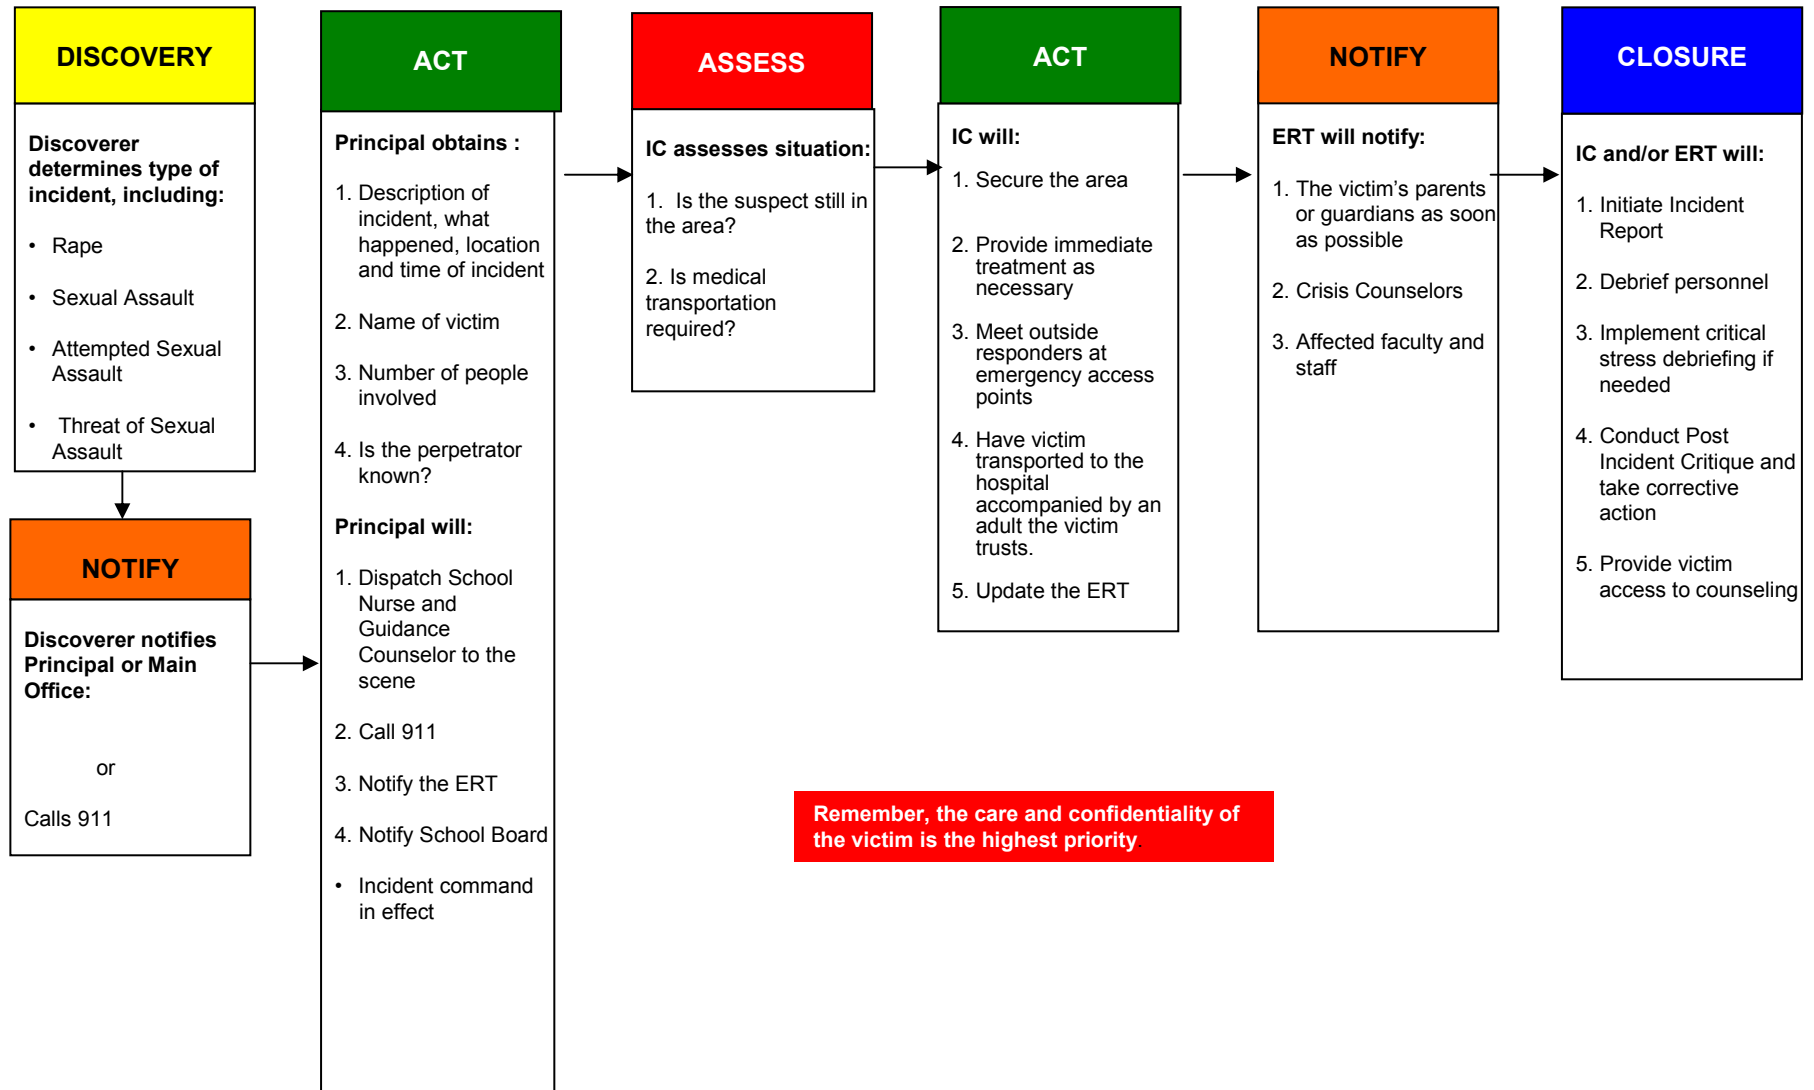 DISCOVERY
Discoverer
determines type of
incident, including:
• Rape
• Sexual Assault
• Attempted Sexual
Assault
• Threat of Sexual
Assault
NOTIFY
Discoverer notifies
Principal or Main
Office:
or
Calls 911
ACT
Principal obtains :
1. Description of
incident, what
happened, location
and time of incident
2. Name of victim
3. Number of people
involved
4. Is the perpetrator
known?
Principal will:
1. Dispatch School
Nurse and
Guidance
Counselor to the
scene
2. Call 911
3. Notify the ERT
4. Notify School Board
• Incident command
in effect
ASSESS
IC assesses situation:
1. Is the suspect still in
the area?
2. Is medical
transportation
required?
ACT
IC will:
1. Secure the area
2. Provide immediate
treatment as
necessary
3. Meet outside
responders at
emergency access
points
4. Have victim
transported to the
hospital
accompanied by an
adult the victim
trusts.
5. Update the ERT
NOTIFY
ERT will notify:
1. The victim’s parents
or guardians as soon
as possible
2. Crisis Counselors
3. Affected faculty and
staff
CLOSURE
IC and/or ERT will:
1. Initiate Incident
Report
2. Debrief personnel
3. Implement critical
stress debriefing if
needed
4. Conduct Post
Incident Critique and
take corrective
action
5. Provide victim
access to counseling
Remember, the care and confidentiality of
the victim is the highest priority.